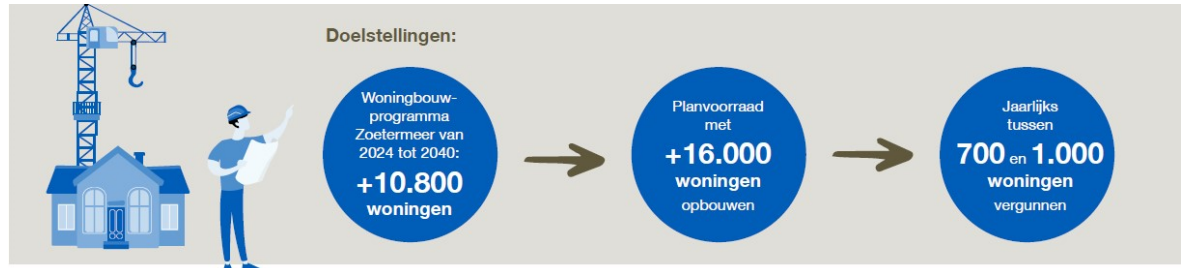 Doelstellingen:
Woningbouw-
programma
Zoetermeer van
2024 tot 2040:
+10.800
woningen
Planvoorraad
met
+16.000
woningen
opbouwen
Jaarlijks
tussen
700 en 1.000
woningen
vergunnen